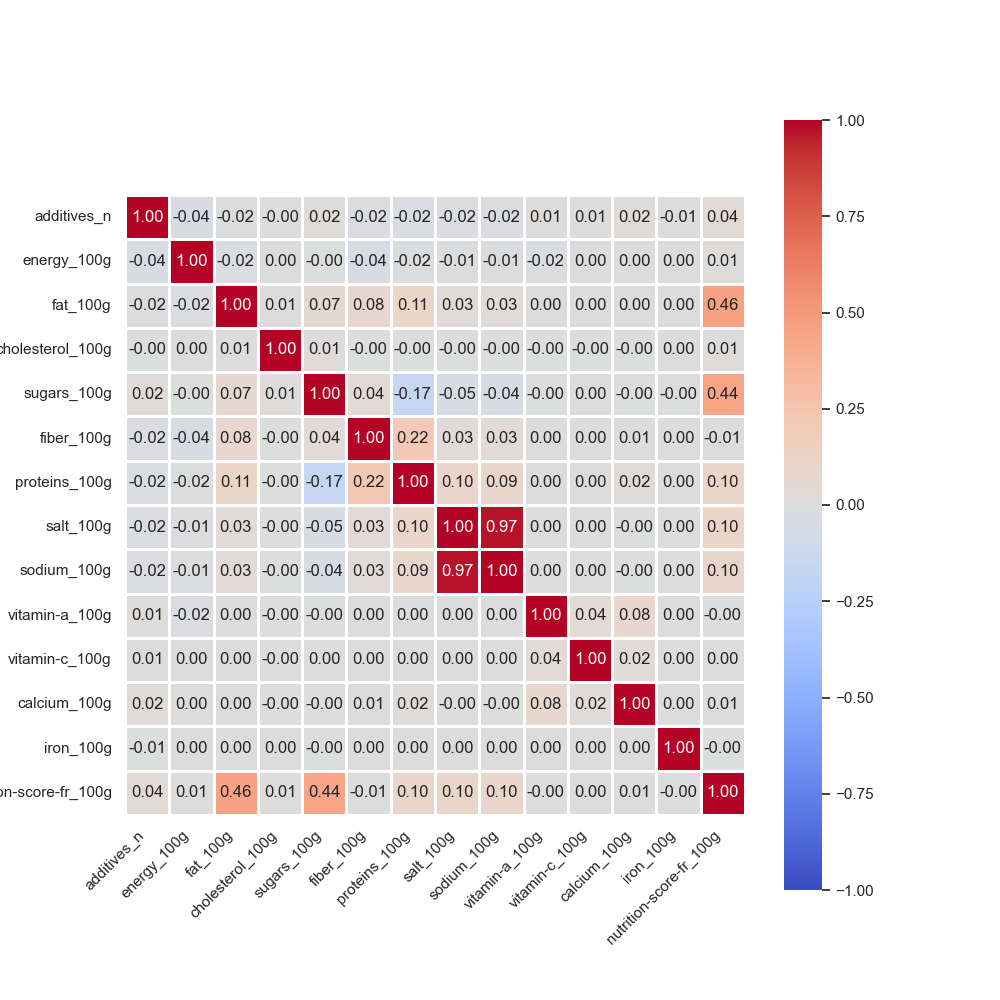 1.00
additives_n 1.00 -0.04 -0.02 -0.00 0.02 -0.02 -0.02 -0.02 -0.02 0.01 0.01 0.02 -0.01 0.04
0.75
energy_100g -0.04 1.00 -0.02 0.00 -0.00 -0.04 -0.02 -0.01 -0.01 -0.02 0.00 0.00 0.00 0.01
fat_100g -0.02 -0.02 1.00 0.01 0.07 0.08 0.11 0.03 0.03 0.00 0.00 0.00 0.00 0.46
0.50
cholesterol_100g -0.00 0.00 0.01 1.00 0.01 -0.00 -0.00 -0.00 -0.00 -0.00 -0.00 -0.00 0.00 0.01
sugars_100g 0.02 -0.00 0.07 0.01 1.00 0.04 -0.17 -0.05 -0.04 -0.00 0.00 -0.00 -0.00 0.44
0.25
fiber_100g -0.02 -0.04 0.08 -0.00 0.04 1.00 0.22 0.03 0.03 0.00 0.00 0.01 0.00 -0.01
proteins_100g -0.02 -0.02 0.11 -0.00 -0.17 0.22 1.00 0.10 0.09 0.00 0.00 0.02 0.00 0.10
0.00
salt_100g -0.02 -0.01 0.03 -0.00 -0.05 0.03 0.10 1.00 0.97 0.00 0.00 -0.00 0.00 0.10
sodium_100g -0.02 -0.01 0.03 -0.00 -0.04 0.03 0.09 0.97 1.00 0.00 0.00 -0.00 0.00 0.10
−0.25
vitamin-a_100g 0.01 -0.02 0.00 -0.00 -0.00 0.00 0.00 0.00 0.00 1.00 0.04 0.08 0.00 -0.00
vitamin-c_100g 0.01 0.00 0.00 -0.00 0.00 0.00 0.00 0.00 0.00 0.04 1.00 0.02 0.00 0.00
−0.50
calcium_100g 0.02 0.00 0.00 -0.00 -0.00 0.01 0.02 -0.00 -0.00 0.08 0.02 1.00 0.00 0.01
iron_100g -0.01 0.00 0.00 0.00 -0.00 0.00 0.00 0.00 0.00 0.00 0.00 0.00 1.00 -0.00
−0.75
on-score-fr_100g 0.04 0.01 0.46 0.01 0.44 -0.01 0.10 0.10 0.10 -0.00 0.00 0.01 -0.00 1.00
−1.00
additives_n energy_100g fat_100g cholesterol_100g sugars_100g fiber_100g proteins_100g salt_100g sodium_100g vitamin-a_100g vitamin-c_100g calcium_100g iron_100g nutrition-score-fr_100g